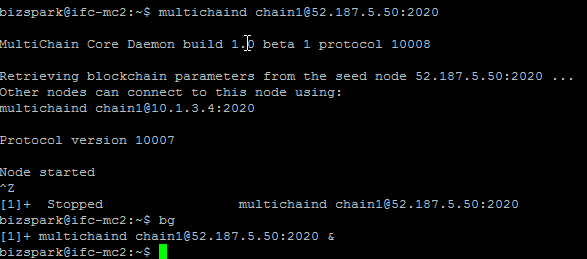 bizspark@ifc-mc2:~$ multichaind chain1@52.187.5.50:2020
MultiChain Core Daemon build 1.0 beta 1 protocol 10008
Retrieving blockchain parameters from the seed node 52.187.5.50:2020 ...
Other nodes can connect to this node using:
multichaind chain1@10.1.3.4:2020
Protocol version 10007
Node started
^Z
[1]+  Stopped                 multichaind chain1@52.187.5.50:2020
bizspark@ifc-mc2:~$ bg
[1]+ multichaind chain1@52.187.5.50:2020 &
bizspark@ifc-mc2:~$